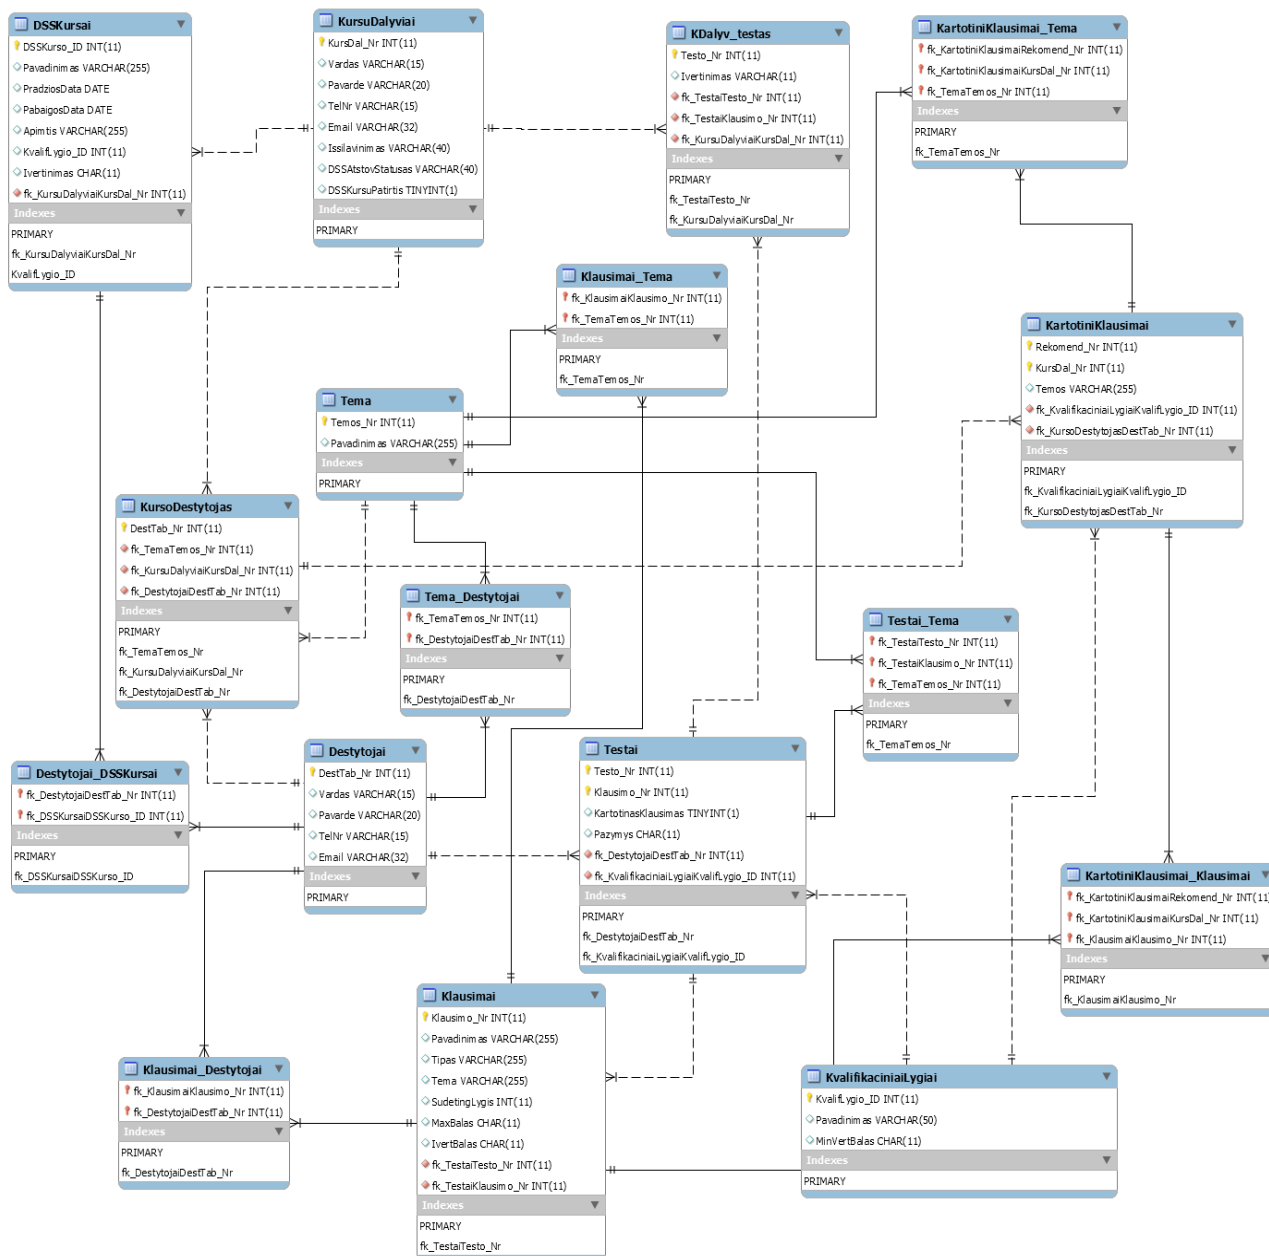 DSSKursai
DSSKurso_ID INT(11)
Pavadinimas VARCHAR(255)
PradziosData DATE
PabaigosData DATE
Apimtis VARCHAR(255)
KvalifLygio_ID INT(11)
Ivertinimas CHAR(11)
fk_KursuDalyviaiKursDal_Nr INT(11)
Indexes
PRIMARY
fk_KursuDalyviaiKursDal_Nr
KvalifLygio_ID
KursuDalyviai
KursDal_Nr INT(11)
Vardas VARCHAR(15)
Pavarde VARCHAR(20)
TelNr VARCHAR(15)
Email VARCHAR(32)
Issilavinimas VARCHAR(40)
DSSAtstovStatusas VARCHAR(40)
DSSKursuPatirtis TINYINT(1)
Indexes
PRIMARY
KDalyv_testas
Testo_Nr INT(11)
Ivertinimas VARCHAR(11)
fk_TestaiTesto_Nr INT(11)
fk_TestaiKlausimo_Nr INT(11)
fk_KursuDalyviaiKursDal_Nr INT(11)
Indexes
PRIMARY
fk_TestaiTesto_Nr
fk_KursuDalyviaiKursDal_Nr
KartotiniKlausimai_Tema
fk_KartotiniKlausimaiRekomend_Nr INT(11)
fk_KartotiniKlausimaiKursDal_Nr INT(11)
fk_TemaTemos_Nr INT(11)
Indexes
PRIMARY
fk_TemaTemos_Nr
Klausimai_Tema
fk_KlausimaiKlausimo_Nr INT(11)
fk_TemaTemos_Nr INT(11)
Indexes
PRIMARY
fk_TemaTemos_Nr
KartotiniKlausimai
Rekomend_Nr INT(11)
KursDal_Nr INT(11)
Temos VARCHAR(255)
fk_KvalifikaciniaiLygiaiKvalifLygio_ID INT(11)
fk_KursoDestytojasDestTab_Nr INT(11)
Indexes
PRIMARY
fk_KvalifikaciniaiLygiaiKvalifLygio_ID
fk_KursoDestytojasDestTab_Nr
Tema
Temos_Nr INT(11)
Pavadinimas VARCHAR(255)
Indexes
PRIMARY
KursoDestytojas
DestTab_Nr INT(11)
fk_TemaTemos_Nr INT(11)
fk_KursuDalyviaiKursDal_Nr INT(11)
fk_DestytojaiDestTab_Nr INT(11)
Indexes
PRIMARY
fk_TemaTemos_Nr
fk_KursuDalyviaiKursDal_Nr
fk_DestytojaiDestTab_Nr
Tema_Destytojai
fk_TemaTemos_Nr INT(11)
fk_DestytojaiDestTab_Nr INT(11)
Indexes
PRIMARY
fk_DestytojaiDestTab_Nr
Testai_Tema
fk_TestaiTesto_Nr INT(11)
fk_TestaiKlausimo_Nr INT(11)
fk_TemaTemos_Nr INT(11)
Indexes
PRIMARY
fk_TemaTemos_Nr
Destytojai_DSSKursai
fk_DestytojaiDestTab_Nr INT(11)
fk_DSSKursaiDSSKurso_ID INT(11)
Indexes
PRIMARY
fk_DSSKursaiDSSKurso_ID
Destytojai
DestTab_Nr INT(11)
Vardas VARCHAR(15)
Pavarde VARCHAR(20)
TelNr VARCHAR(15)
Email VARCHAR(32)
Indexes
PRIMARY
Testai
Testo_Nr INT(11)
Klausimo_Nr INT(11)
KartotinasKlausimas TINYINT(1)
Pazymys CHAR(11)
fk_DestytojaiDestTab_Nr INT(11)
fk_KvalifikaciniaiLygiaiKvalifLygio_ID INT(11)
Indexes
PRIMARY
fk_DestytojaiDestTab_Nr
fk_KvalifikaciniaiLygiaiKvalifLygio_ID
KartotiniKlausimai_Klausimai
fk_KartotiniKlausimaiRekomend_Nr INT(11)
fk_KartotiniKlausimaiKursDal_Nr INT(11)
fk_KlausimaiKlausimo_Nr INT(11)
Indexes
PRIMARY
fk_KlausimaiKlausimo_Nr
Klausimai
Klausimo_Nr INT(11)
Pavadinimas VARCHAR(255)
Tipas VARCHAR(255)
Tema VARCHAR(255)
SudetingLygis INT(11)
MaxBalas CHAR(11)
IvertBalas CHAR(11)
fk_TestaiTesto_Nr INT(11)
fk_TestaiKlausimo_Nr INT(11)
Indexes
PRIMARY
fk_TestaiTesto_Nr
Klausimai_Destytojai
fk_KlausimaiKlausimo_Nr INT(11)
fk_DestytojaiDestTab_Nr INT(11)
Indexes
PRIMARY
fk_DestytojaiDestTab_Nr
KvalifikaciniaiLygiai
KvalifLygio_ID INT(11)
Pavadinimas VARCHAR(50)
MinVertBalas CHAR(11)
Indexes
PRIMARY